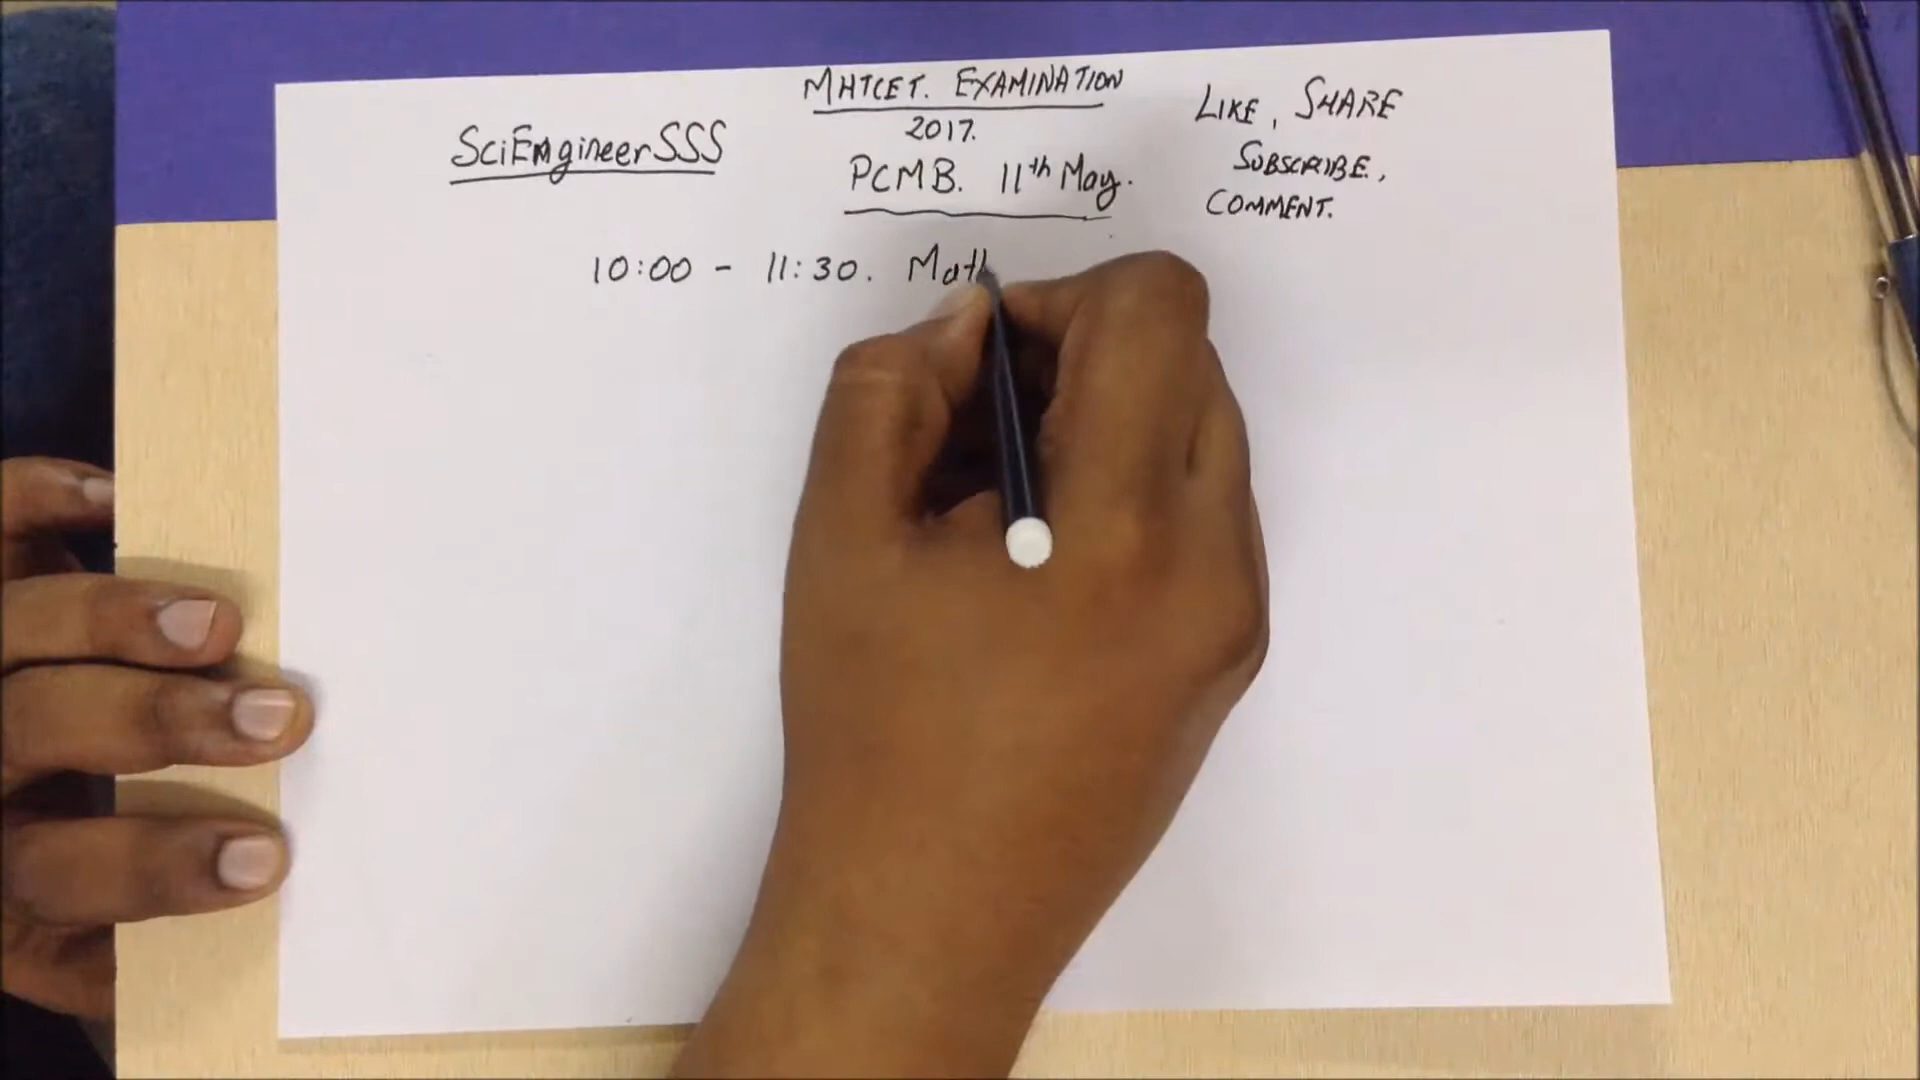 MHTCET. EXAMINATION
2017.
SciEngineerSSS
PCMB. 11th May.
LIKE, SHARE
SUBSCRIBE,
COMMENT.
10:00 - 11:30. Math